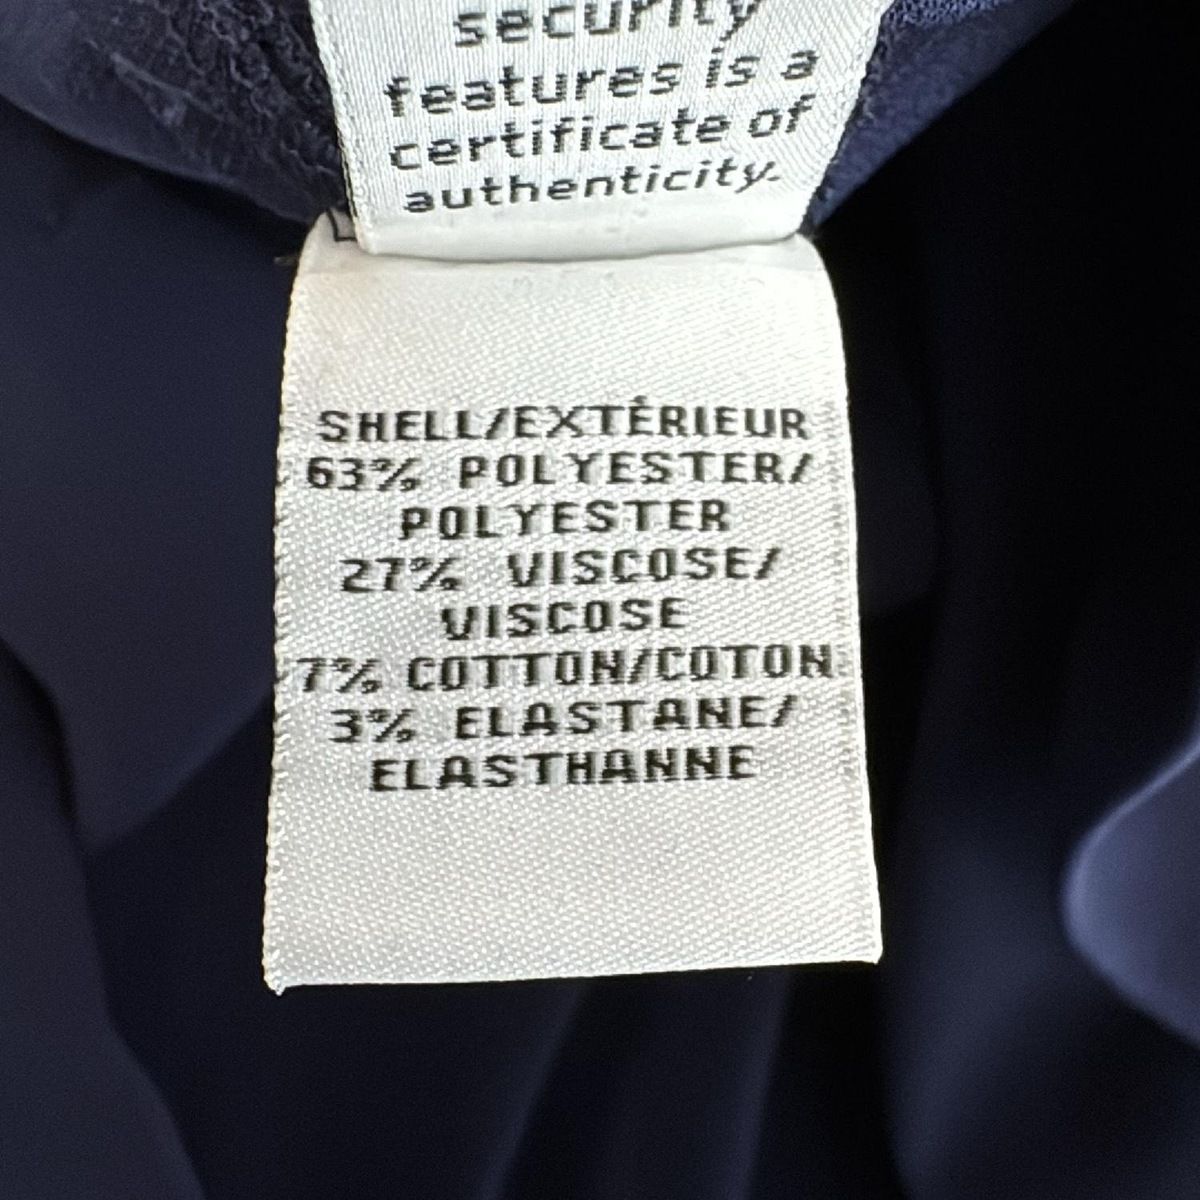 security
features is a
certificate of
authenticity.
SHELL/EXTÉRIEUR
63% POLYESTER/
POLYESTER
27% VISCOSE/
VISCOSE
7% COTTON/COTON
3% ELASTANE/
ELASTHANNE